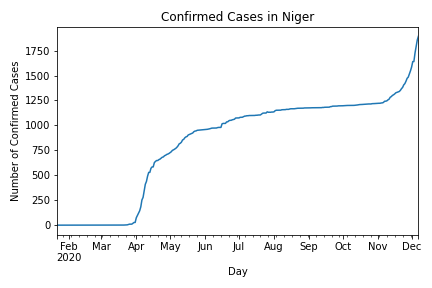 Confirmed Cases in Niger
Number of Confirmed Cases
1750
1500
1250
1000
750
500
250
0
Feb Mar Apr May Jun Jul Aug Sep Oct Nov Dec
2020
Day